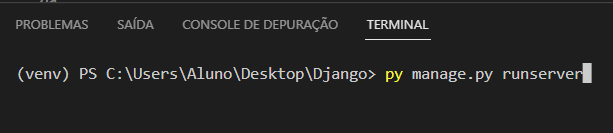 PROBLEMAS SAÍDA CONSOLE DE DEPURAÇÃO TERMINAL
(venv) PS C:\Users\Aluno\Desktop\Django> py manage.py runserver